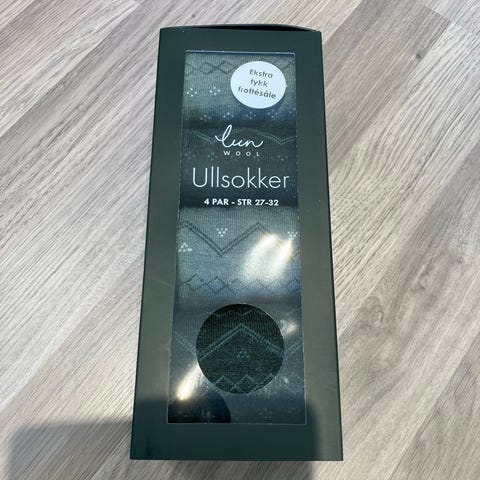 Ekstra
tykk
frottésåle
lun
WOOL
Ullsokker
4 PAR - STR 27-32